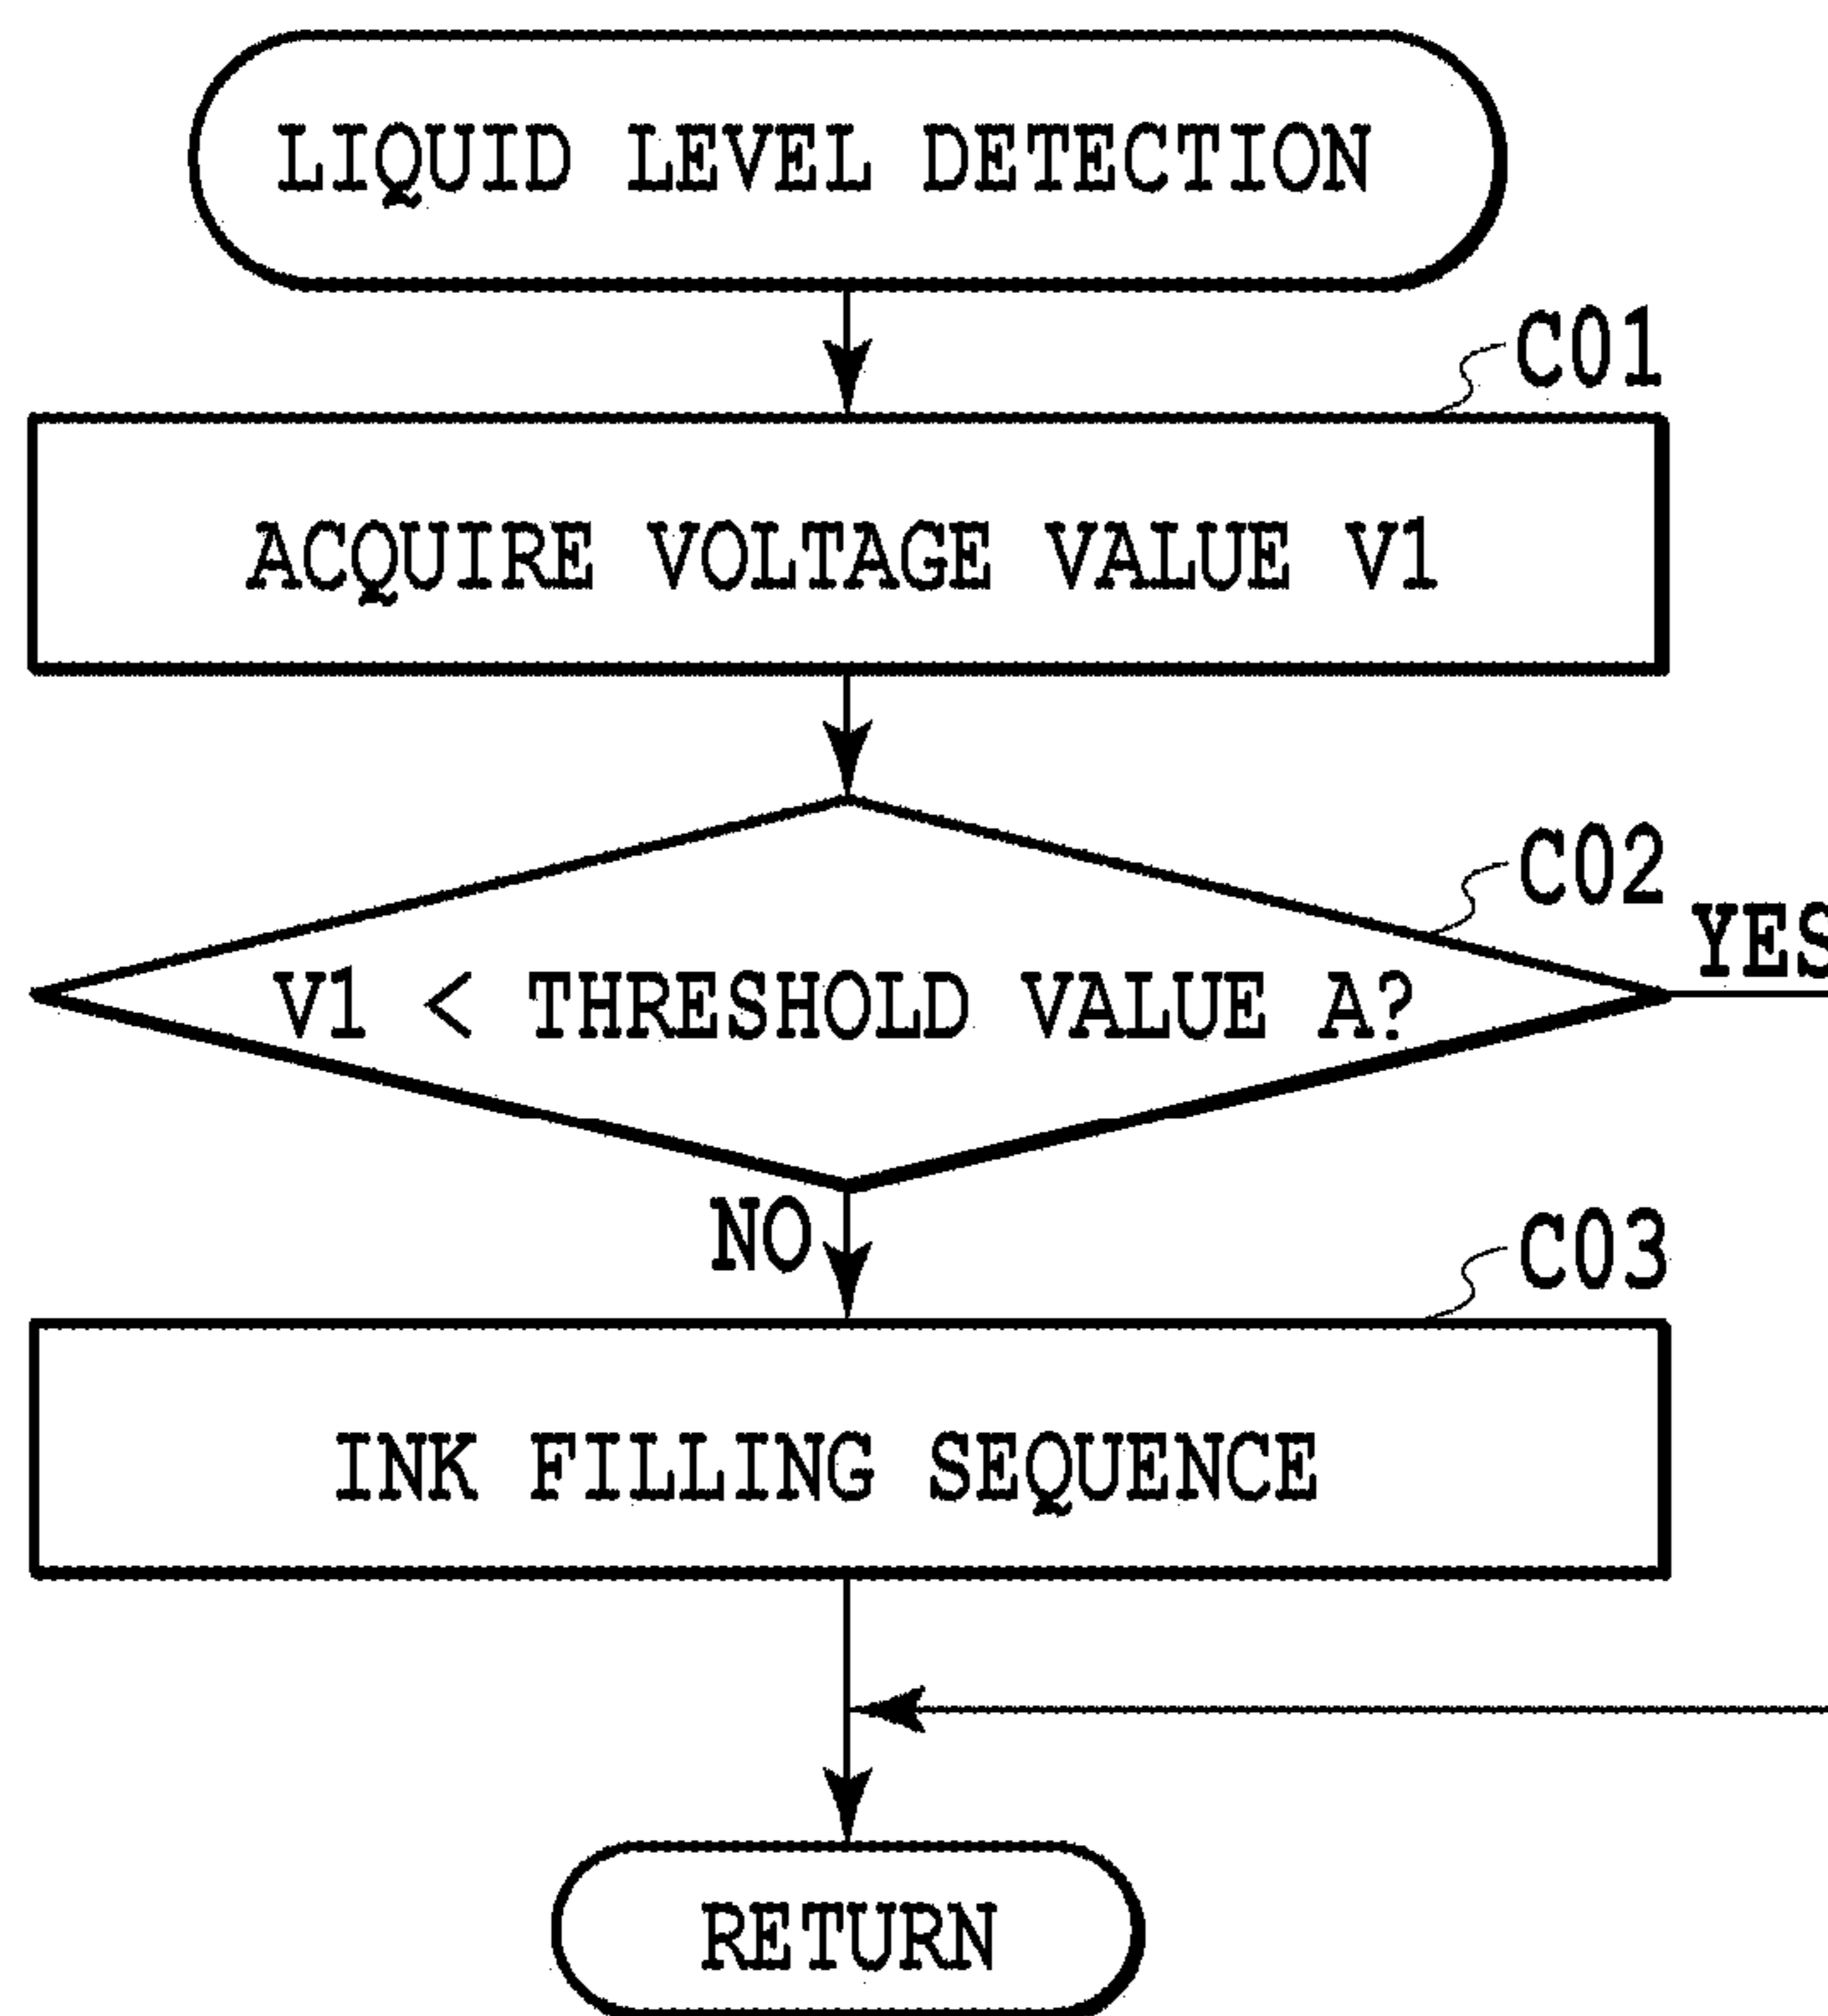 LIQUID LEVEL DETECTION
C01
ACQUIRE VOLTAGE VALUE V1
C02
YES
V1 < THRESHOLD VALUE A?
NO
C03
INK FILLING SEQUENCE
RETURN